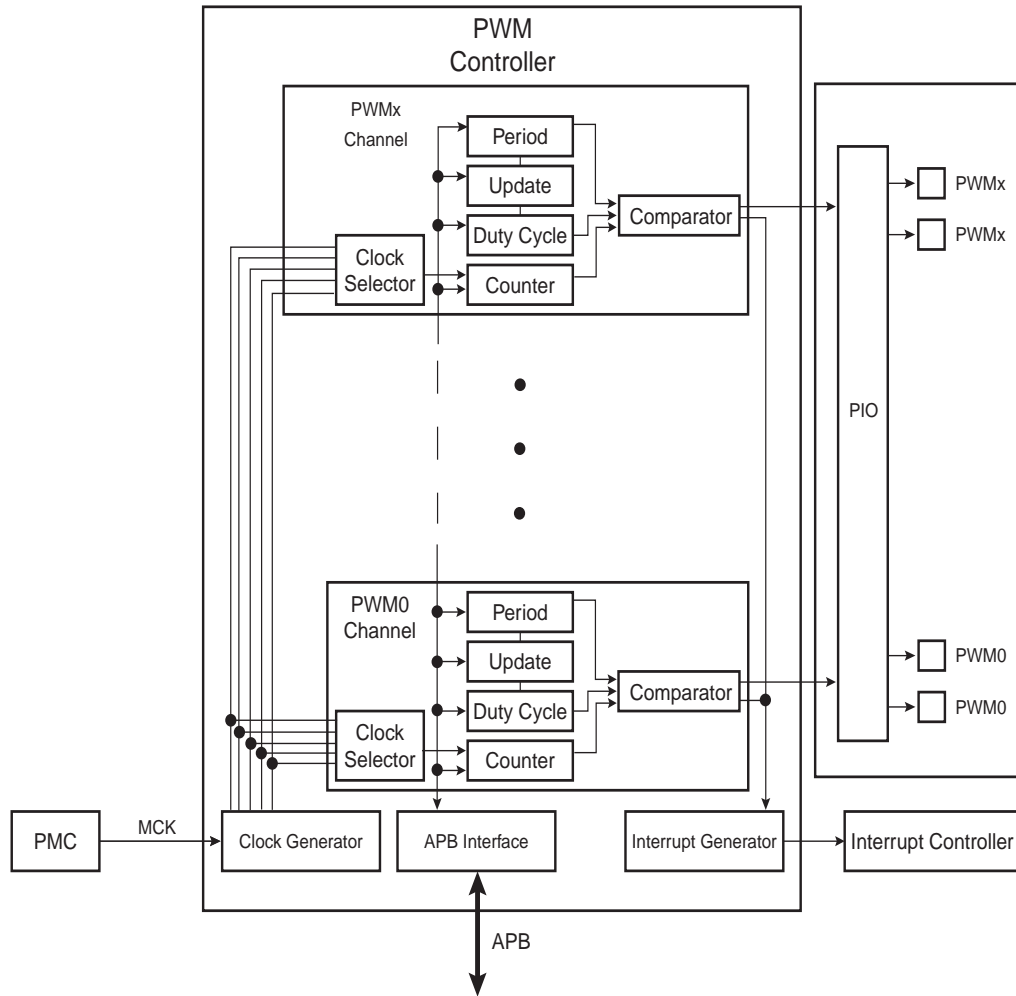 PWM
Controller
PWMx
Channel
Period
Update
Duty Cycle
Clock
Selector
Counter
Comparator
PIO
PWMx
PWMx
PWM0
Channel
Period
Update
Duty Cycle
Clock
Selector
Counter
Comparator
PWM0
PWM0
PMC
MCK
Clock Generator
APB Interface
Interrupt Generator
Interrupt Controller
APB